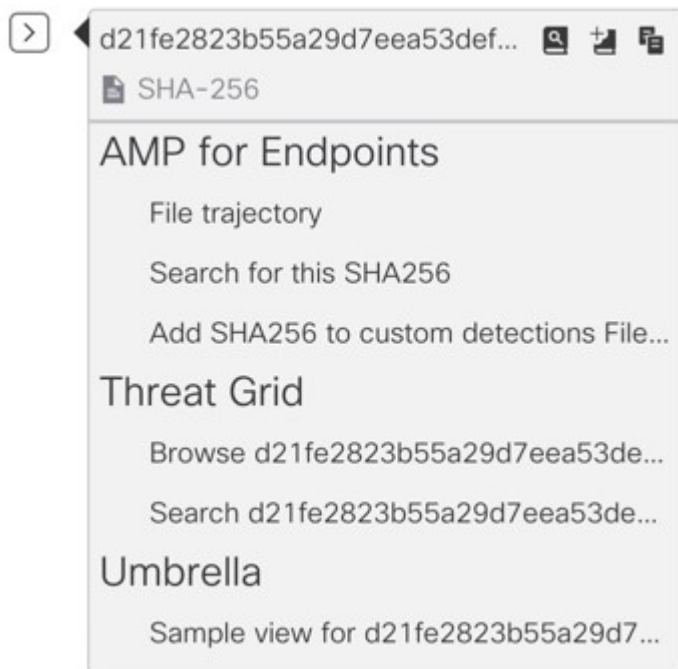 d21fe2823b55a29d7eea53def...
SHA-256
AMP for Endpoints
File trajectory
Search for this SHA256
Add SHA256 to custom detections File...
Threat Grid
Browse d21fe2823b55a29d7eea53de...
Search d21fe2823b55a29d7eea53de...
Umbrella
Sample view for d21fe2823b55a29d7...